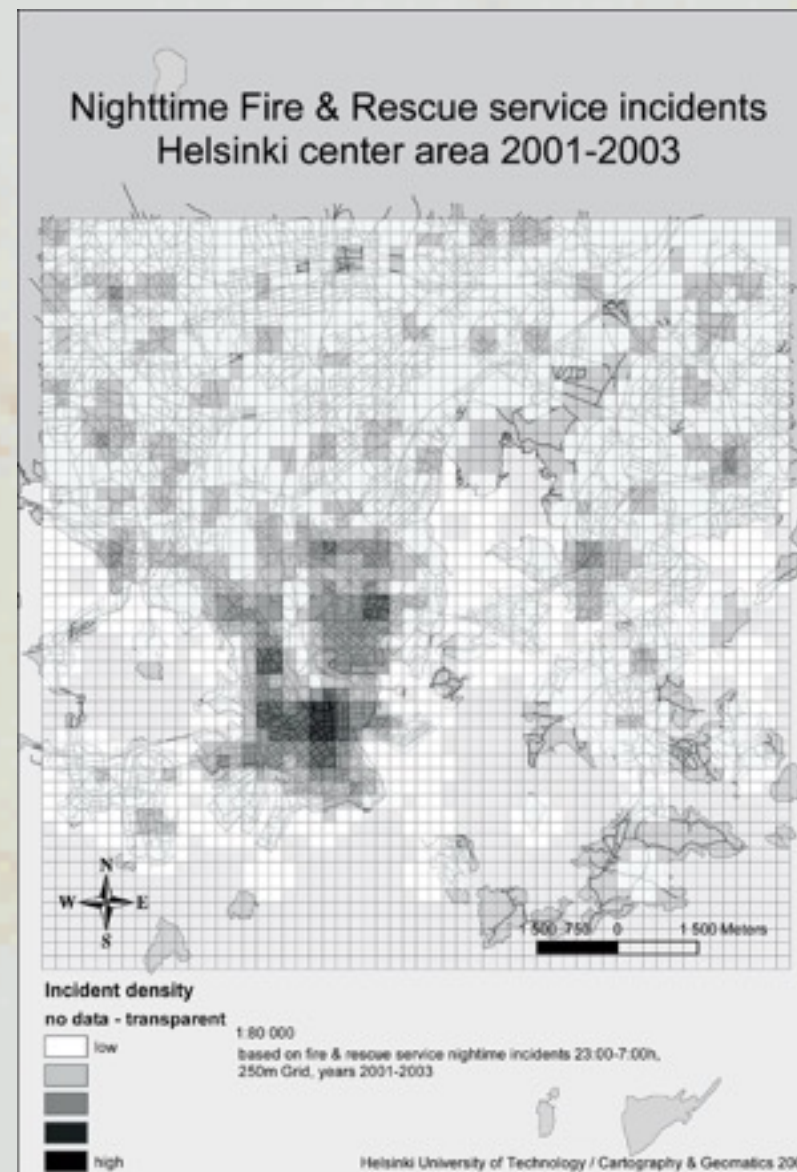 Nighttime Fire & Rescue service incidents
Helsinki center area 2001-2003
N
W E
S
1 500 750 0 1 500 Meters
Incident density
no data - transparent
low
1:80 000
based on fire & rescue service nightime incidents 23:00-7:00h,
250m Grid, years 2001-2003
high
Helsinki University of Technology / Cartography & Geomatics